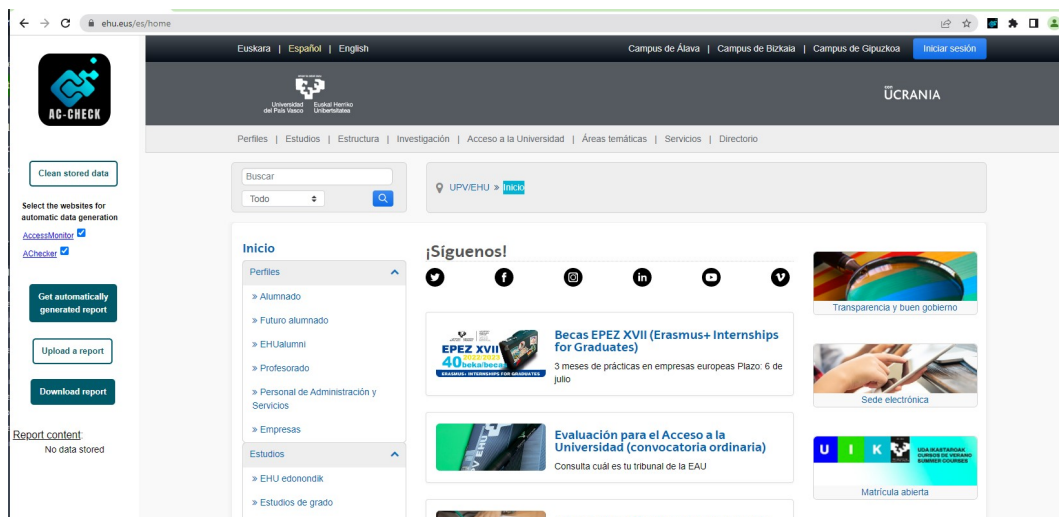 ehu.eus/es/home
AC-CHECK
Clean stored data
Select the websites for
automatic data generation
AccessMonitor
AChecker
Get automatically
generated report
Upload a report
Download report
Report content:
No data stored
Euskara | Español | English
Campus de Álava | Campus de Bizkaia | Campus de Gipuzkoa
Iniciar sesión
Universidad
del País Vasco
Euskal Herriko
Unibertsitatea
con
UCRANIA
Perfiles | Estudios | Estructura | Investigación | Acceso a la Universidad | Áreas temáticas | Servicios | Directorio
Buscar
Todo
UPV/EHU » Inicio
Inicio
Perfiles
» Alumnado
» Futuro alumnado
» EHUalumni
» Profesorado
» Personal de Administración y
Servicios
» Empresas
Estudios
» EHU edonondik
» Estudios de grado
¡Síguenos!
EPEZ XVII
2022/2023
40 beka/becas
ERASMUS+ INTERNSHIPS FOR GRADUATES
Becas EPEZ XVII (Erasmus+ Internships
for Graduates)
3 meses de prácticas en empresas europeas Plazo: 6 de
julio
Evaluación para el Acceso a la
Universidad (convocatoria ordinaria)
Consulta cuál es tu tribunal de la EAU
Transparencia y buen gobierno
Sede electrónica
U I K
UDA IKASTAROAK
CURSOS DE VERANO
SUMMER COURSES
Matrícula abierta